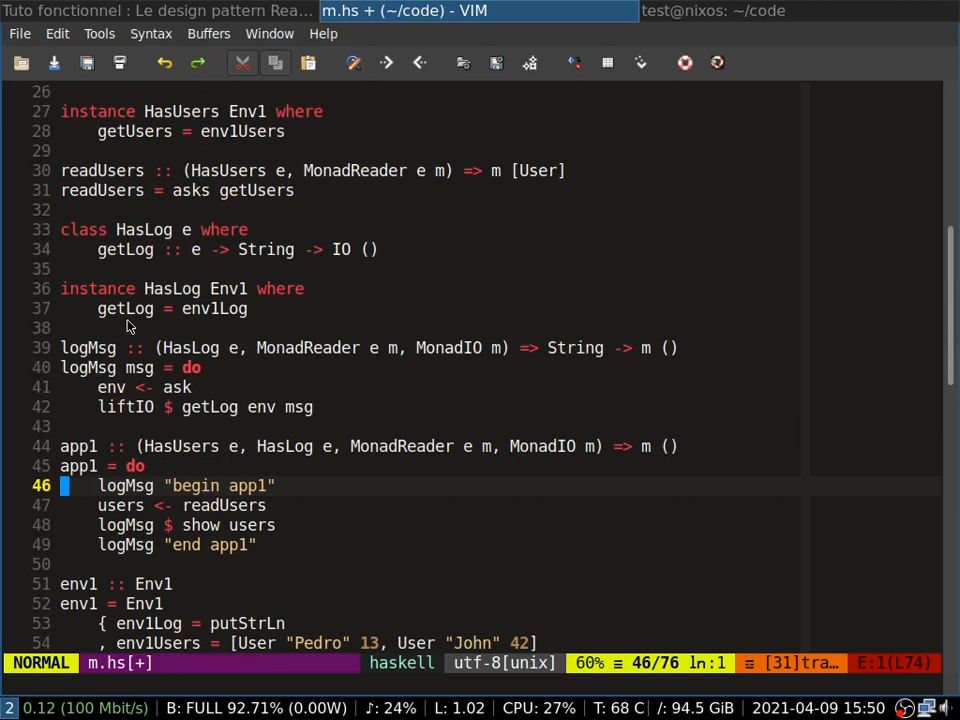 Tuto fonctionnel : Le design pattern Rea... m.hs + (~/code) - VIM test@nixos: ~/code
File Edit Tools Syntax Buffers Window Help
26
27 instance HasUsers Env1 where
28     getUsers = env1Users
29
30 readUsers :: (HasUsers e, MonadReader e m) => m [User]
31 readUsers = asks getUsers
32
33 class HasLog e where
34     getLog :: e -> String -> IO ()
35
36 instance HasLog Env1 where
37     getLog = env1Log
38
39 logMsg :: (HasLog e, MonadReader e m, MonadIO m) => String -> m ()
40 logMsg msg = do
41     env <- ask
42     liftIO $ getLog env msg
43
44 app1 :: (HasUsers e, HasLog e, MonadReader e m, MonadIO m) => m ()
45 app1 = do
46     logMsg "begin app1"
47     users <- readUsers
48     logMsg $ show users
49     logMsg "end app1"
50
51 env1 :: Env1
52 env1 = Env1
53     { env1Log = putStrLn
54     , env1Users = [User "Pedro" 13, User "John" 42]
NORMAL m.hs[+] haskell utf-8[unix] 60% ≡ 46/76 ln:1 ☲ [31]tra… E:1(L74)
2 0.12 (100 Mbit/s) B: FULL 92.71% (0.00W) ♪: 24% L: 1.02 CPU: 27% T: 68 C /: 94.5 GiB 2021-04-09 15:50